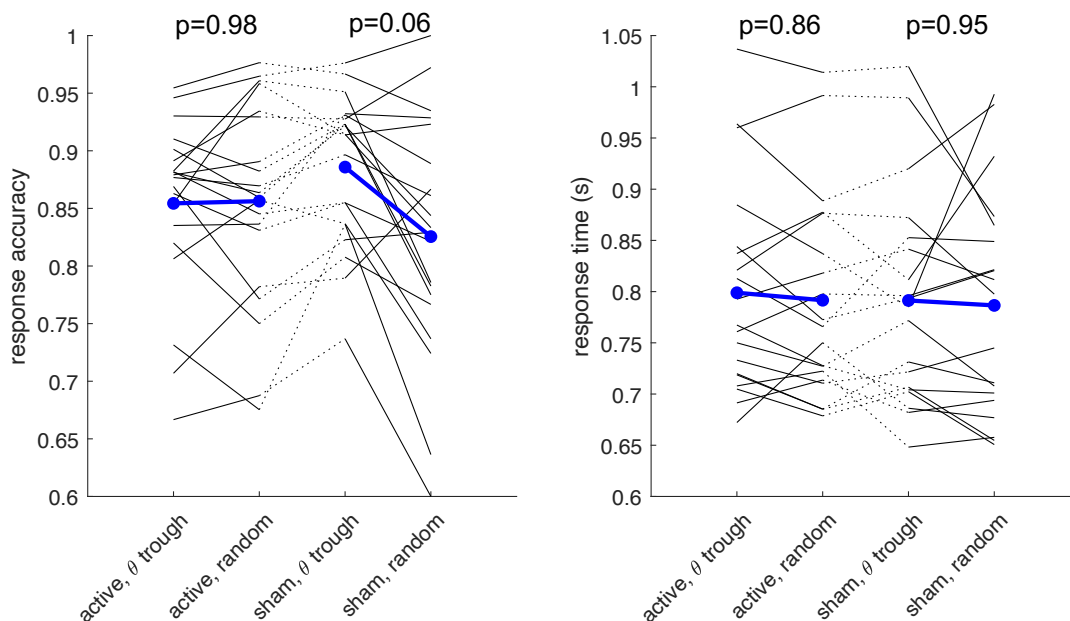 p=0.98
p=0.06
1
0.95
0.9
0.85
0.8
0.75
0.7
0.65
0.6
response accuracy
active, θ trough
active, random
sham, θ trough
sham, random
p=0.86
p=0.95
1.05
1
0.95
0.9
0.85
0.8
0.75
0.7
0.65
0.6
response time (s)
active, θ trough
active, random
sham, θ trough
sham, random